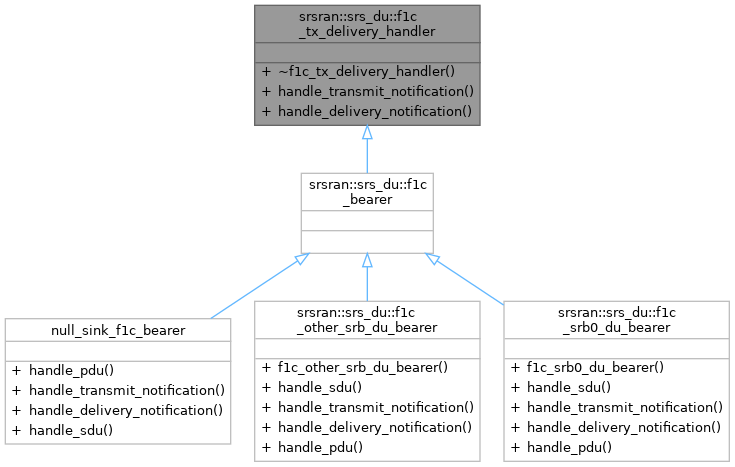 srsran::srs_du::f1c
_tx_delivery_handler
+ ~f1c_tx_delivery_handler()
+ handle_transmit_notification()
+ handle_delivery_notification()
srsran::srs_du::f1c
_bearer
null_sink_f1c_bearer
+ handle_pdu()
+ handle_transmit_notification()
+ handle_delivery_notification()
+ handle_sdu()
srsran::srs_du::f1c
_other_srb_du_bearer
+ f1c_other_srb_du_bearer()
+ handle_sdu()
+ handle_transmit_notification()
+ handle_delivery_notification()
+ handle_pdu()
srsran::srs_du::f1c
_srb0_du_bearer
+ f1c_srb0_du_bearer()
+ handle_sdu()
+ handle_transmit_notification()
+ handle_delivery_notification()
+ handle_pdu()